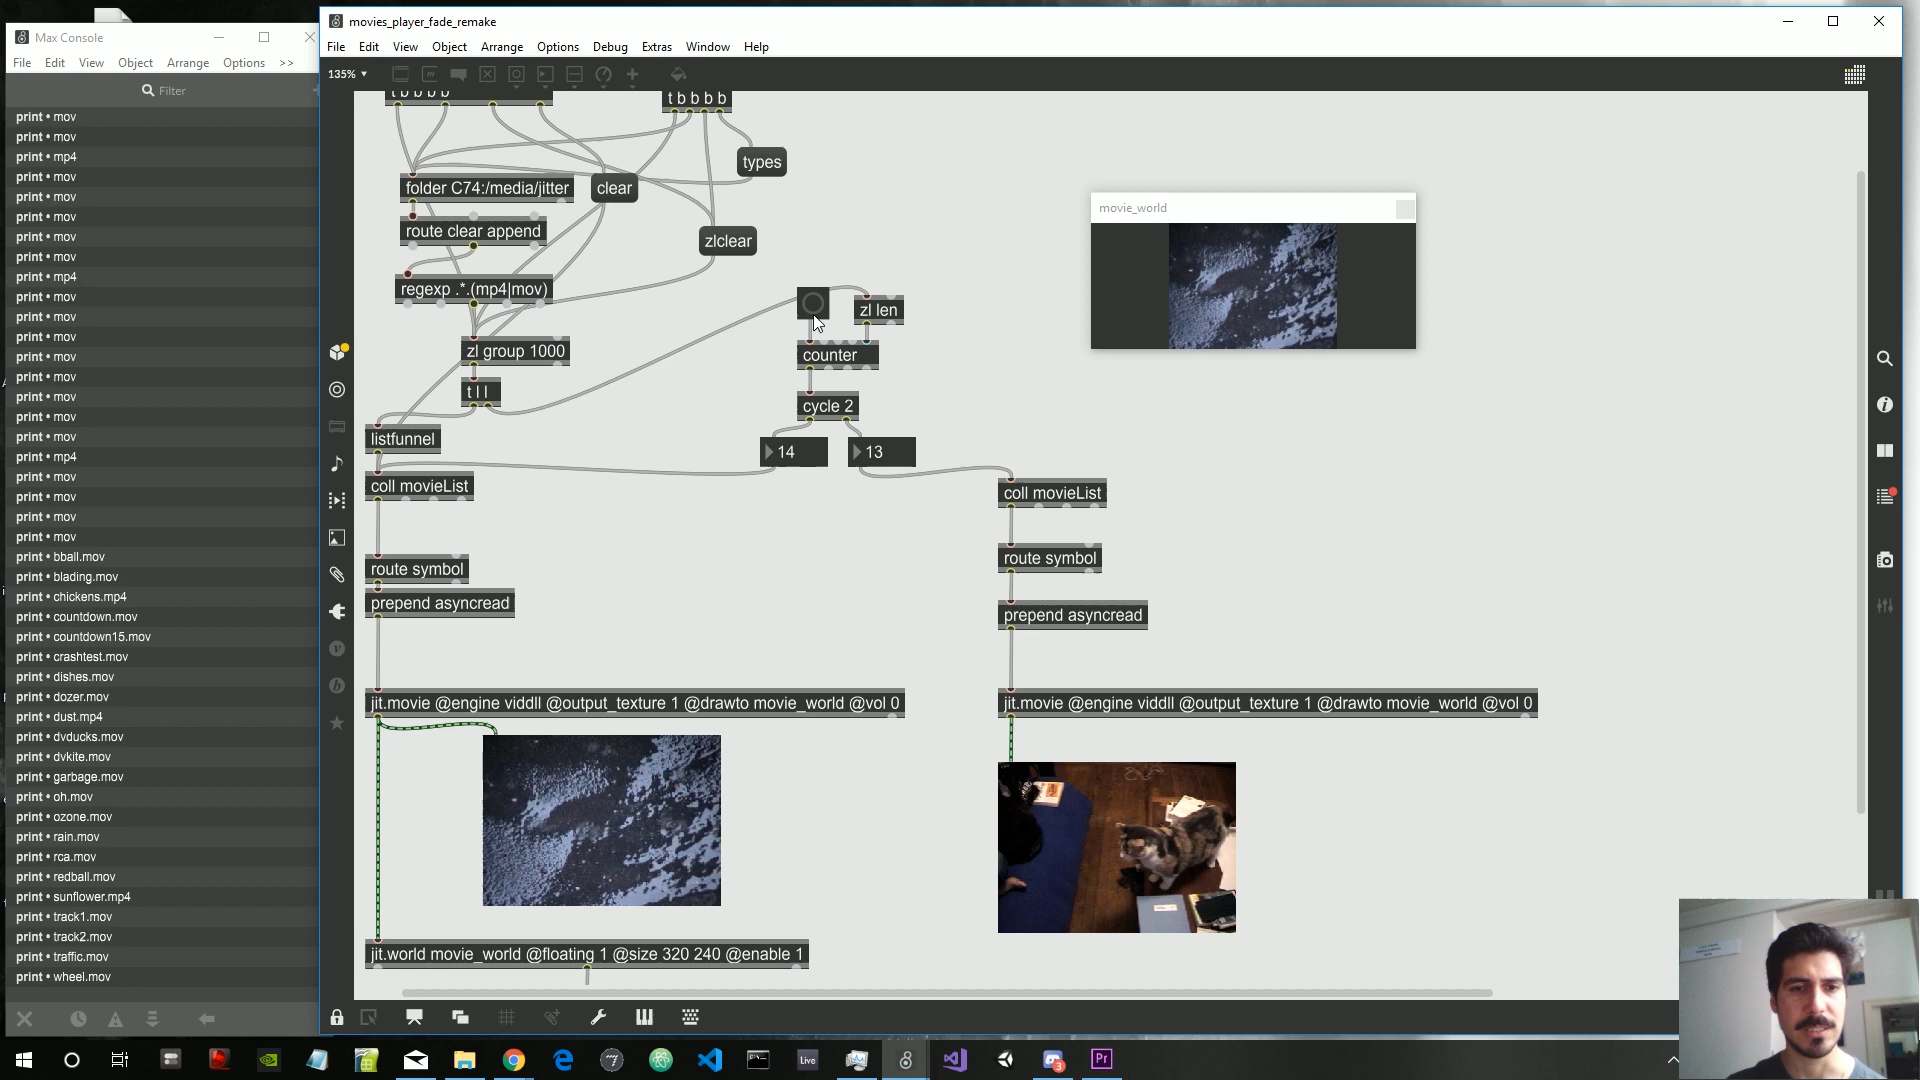 Max Console
File Edit View Object Arrange Options >>
Filter
print • mov
print • mov
print • mp4
print • mov
print • mov
print • mov
print • mov
print • mov
print • mp4
print • mov
print • mov
print • mov
print • mov
print • mov
print • mov
print • mov
print • mov
print • mp4
print • mov
print • mov
print • mov
print • mov
print • bball.mov
print • blading.mov
print • chickens.mp4
print • countdown.mov
print • countdown15.mov
print • crashtest.mov
print • dishes.mov
print • dozer.mov
print • dust.mp4
print • dvducks.mov
print • dvkite.mov
print • garbage.mov
print • oh.mov
print • ozone.mov
print • rain.mov
print • rca.mov
print • redball.mov
print • sunflower.mp4
print • track1.mov
print • track2.mov
print • traffic.mov
print • wheel.mov
movies_player_fade_remake
File Edit View Object Arrange Options Debug Extras Window Help
135%
t b b b b
t b b b b
types
folder C74:/media/jitter
clear
route clear append
zlclear
regexp .*.(mp4|mov)
zl len
zl group 1000
counter
t l l
cycle 2
listfunnel
14
13
coll movieList
coll movieList
route symbol
route symbol
prepend asyncread
prepend asyncread
jit.movie @engine viddll @output_texture 1 @drawto movie_world @vol 0
jit.movie @engine viddll @output_texture 1 @drawto movie_world @vol 0
jit.world movie_world @floating 1 @size 320 240 @enable 1
movie_world
Live
3
Pr